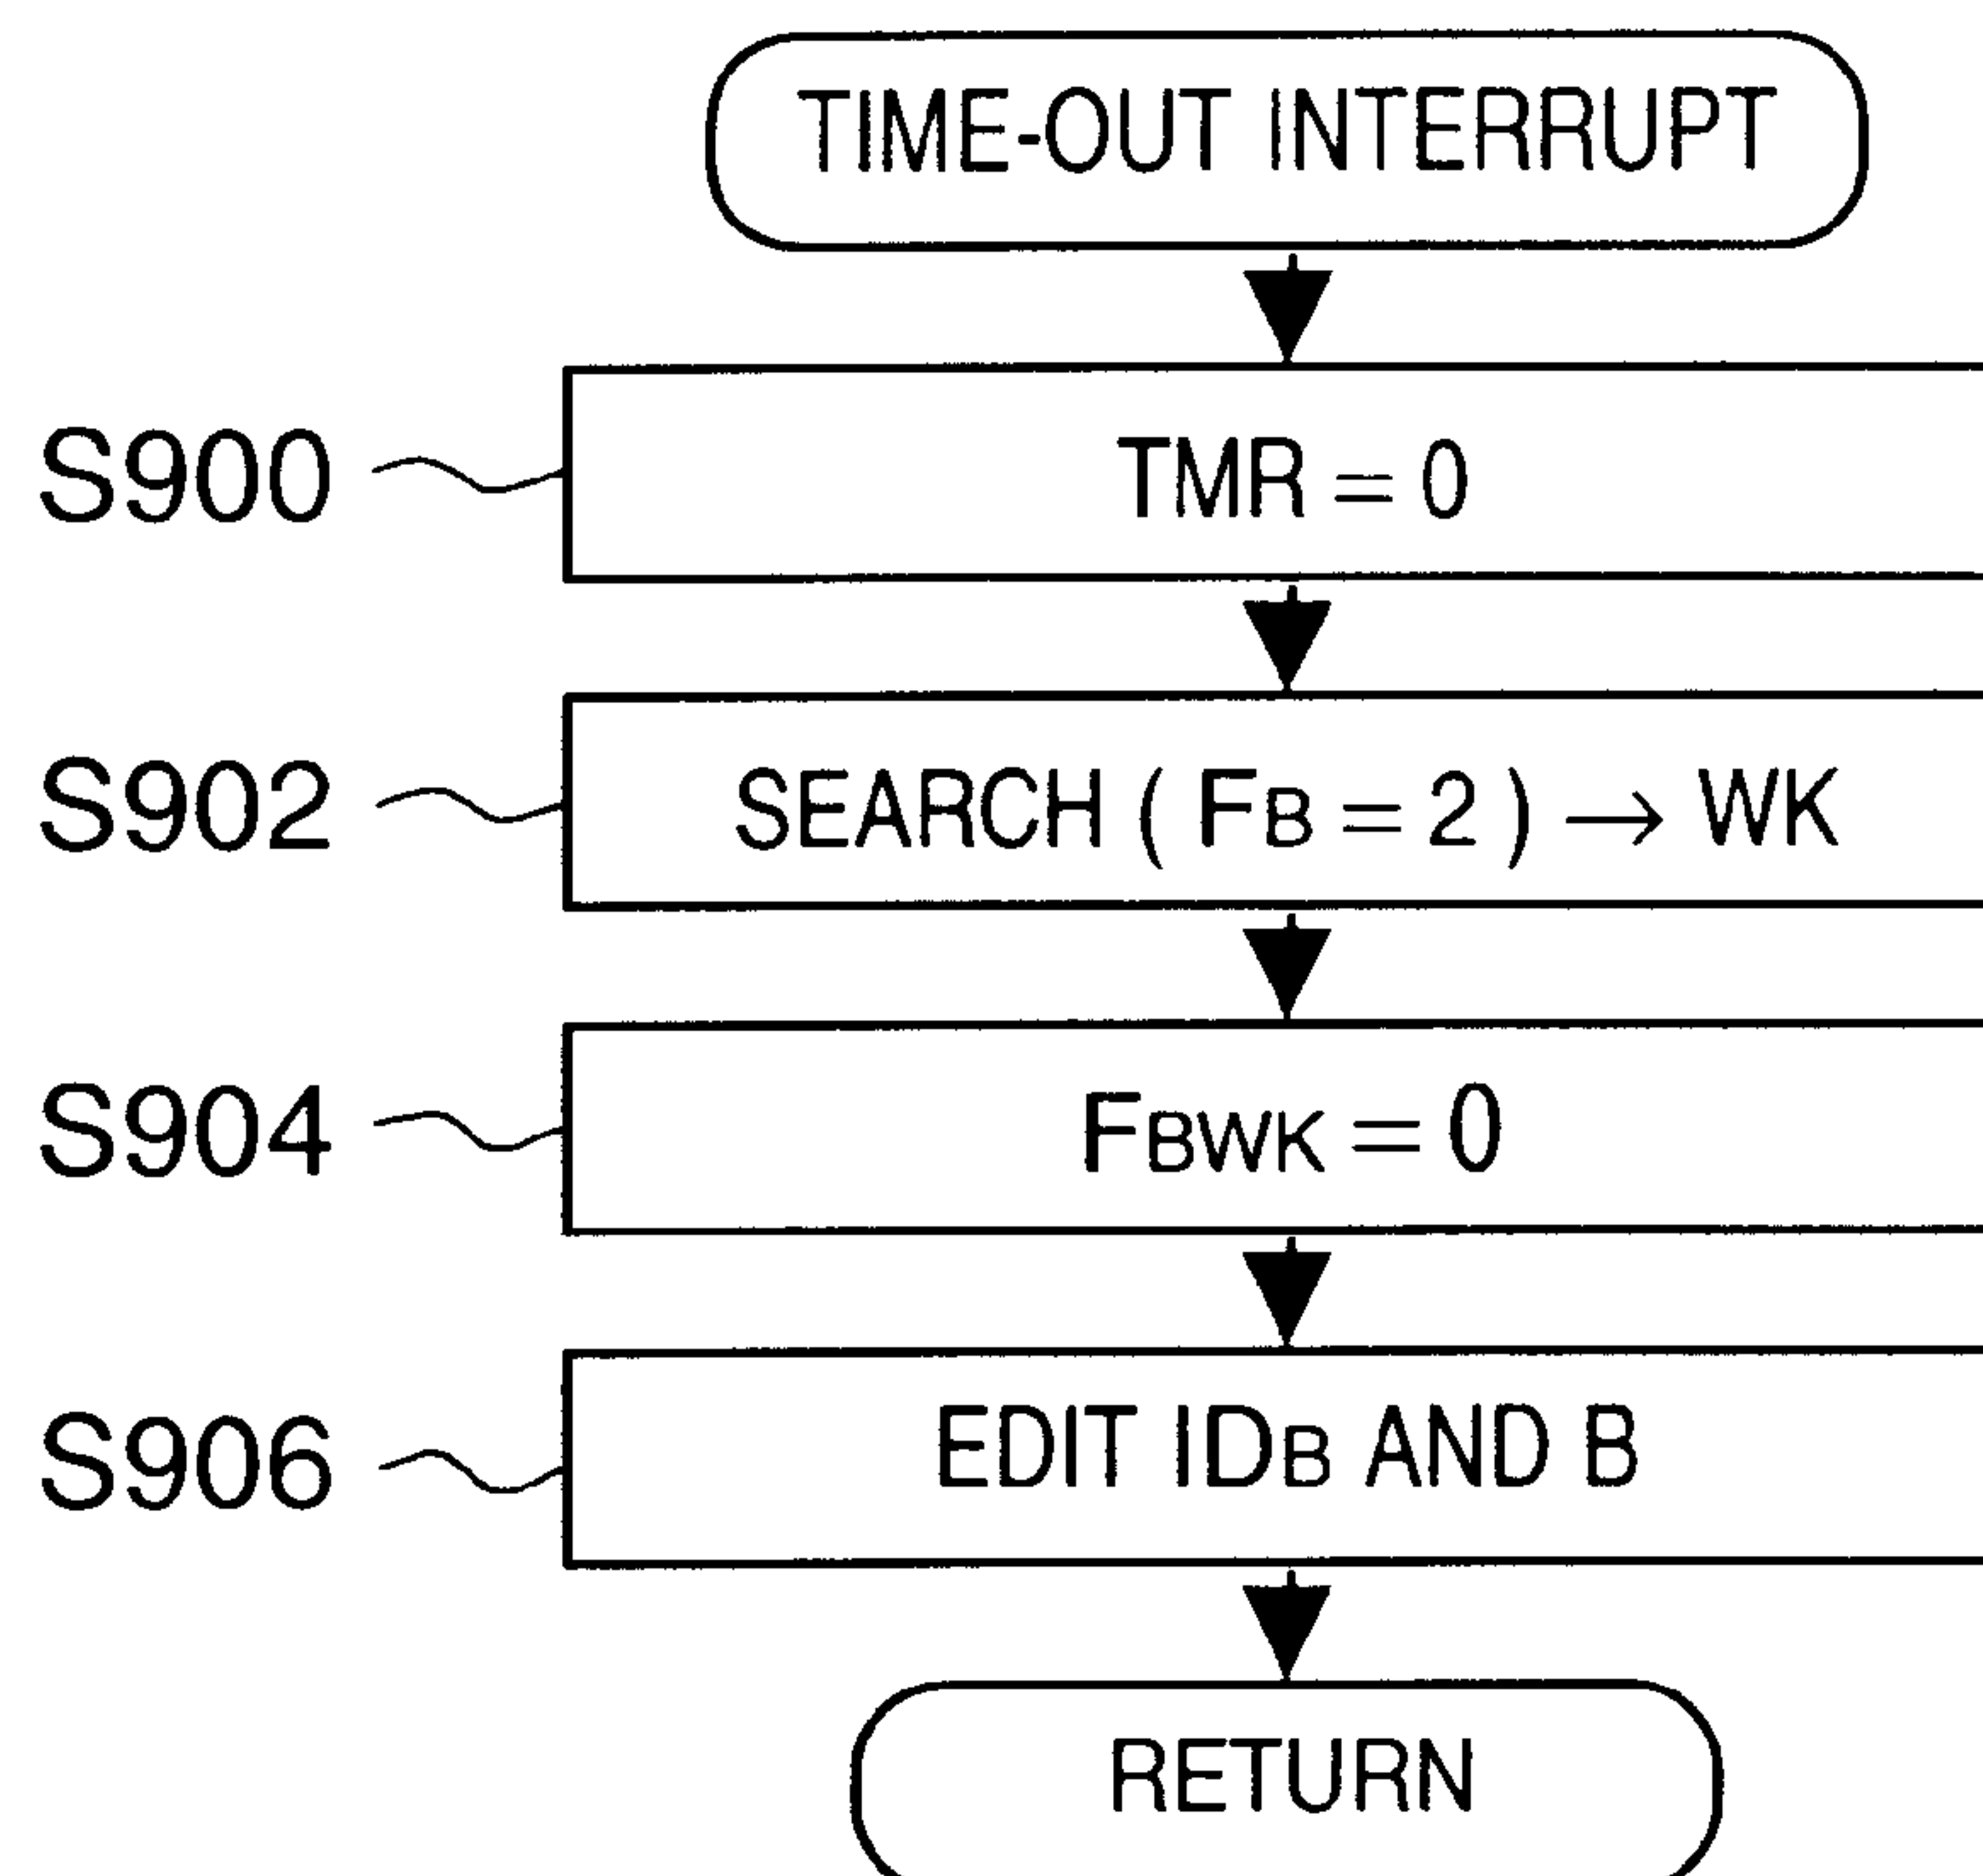 TIME-OUT INTERRUPT
S900 TMR = 0
S902 SEARCH ( FB = 2 ) → WK
S904 FBWK = 0
S906 EDIT IDB AND B
RETURN